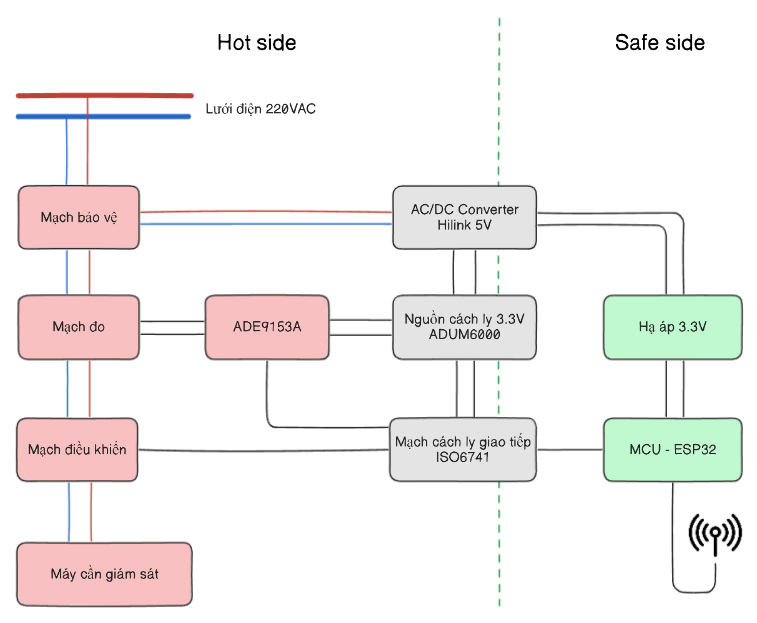 Hot side
Safe side
Lưới điện 220VAC
Mạch bảo vệ
AC/DC Converter
Hilink 5V
Mạch đo
ADE9153A
Nguồn cách ly 3.3V
ADUM6000
Hạ áp 3.3V
Mạch điều khiển
Mạch cách ly giao tiếp
ISO6741
MCU - ESP32
Máy cần giám sát